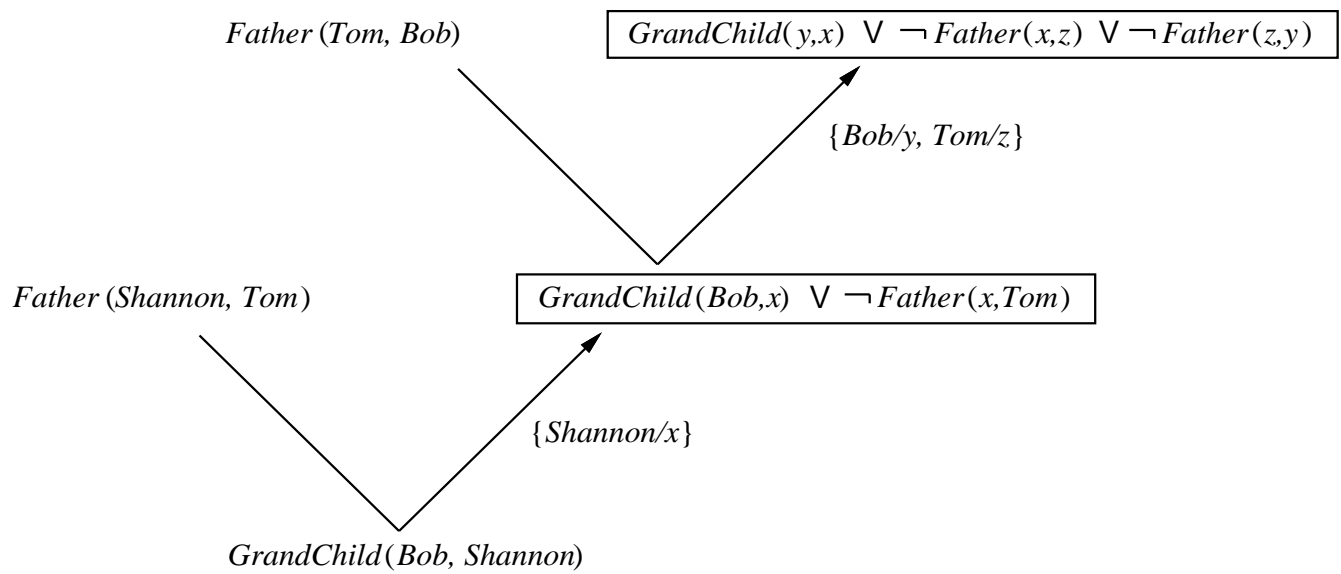 Father (Tom, Bob)
GrandChild(y,x) V ¬ Father(x,z) V ¬ Father(z,y)
{Bob/y, Tom/z}
Father (Shannon, Tom)
GrandChild(Bob,x) V ¬ Father(x,Tom)
{Shannon/x}
GrandChild(Bob, Shannon)